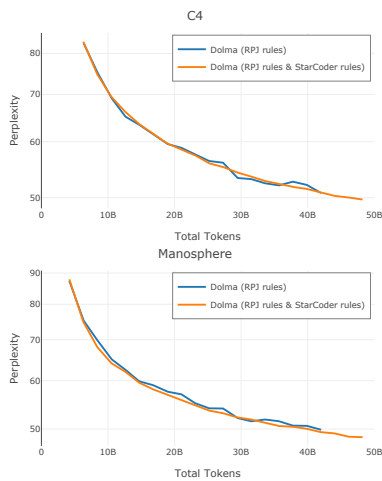 C4
80
70
60
50
Perplexity
Dolma (RPJ rules)
Dolma (RPJ rules & StarCoder rules)
0 10B 20B 30B 40B 50B
Total Tokens
Manosphere
90
80
70
60
50
Perplexity
Dolma (RPJ rules)
Dolma (RPJ rules & StarCoder rules)
0 10B 20B 30B 40B 50B
Total Tokens